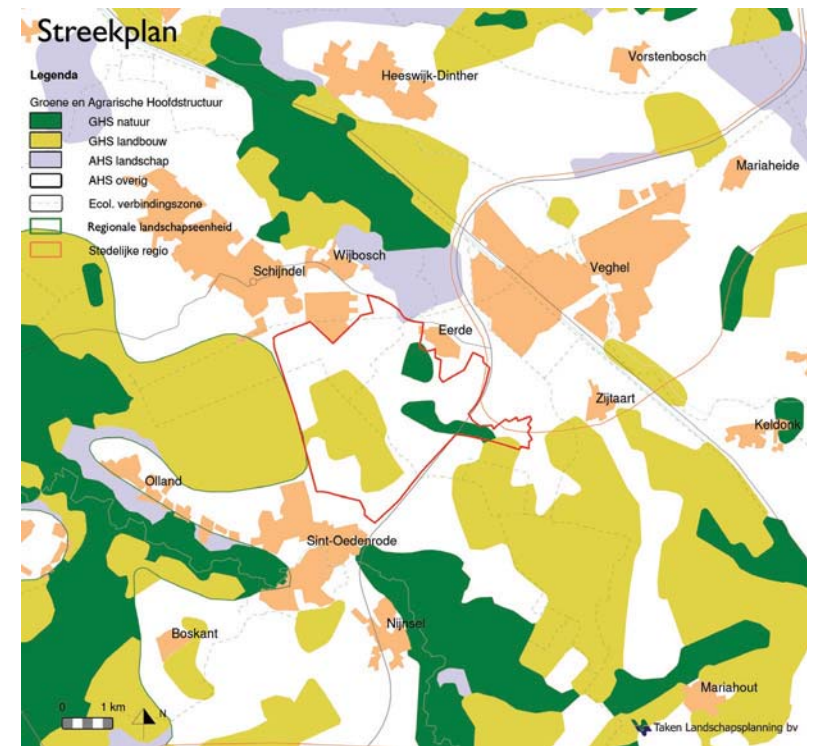 Streekplan
Legenda
Groene en Agrarische Hoofdstructuur
GHS natuur
GHS landbouw
AHS landschap
AHS overig
Ecol. verbindingszone
Regionale landschapseenheid
Stedelijke regio
Heeswijk-Dinther
Vorstenbosch
Mariaheide
Wijbosch
Schijndel
Veghel
Eerde
Zijtaart
Keldonk
Olland
Sint-Oedenrode
Boskant
Nijnsel
Mariahout
0 1 km
N
Taken Landschapsplanning bv